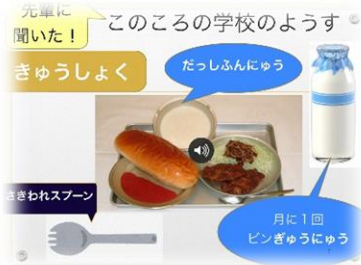 先輩に
聞いた！
このころの学校のようす
きゅうしょく
だっしふんにゅう
さきわれスプーン
月に１回
ビンぎゅうにゅう